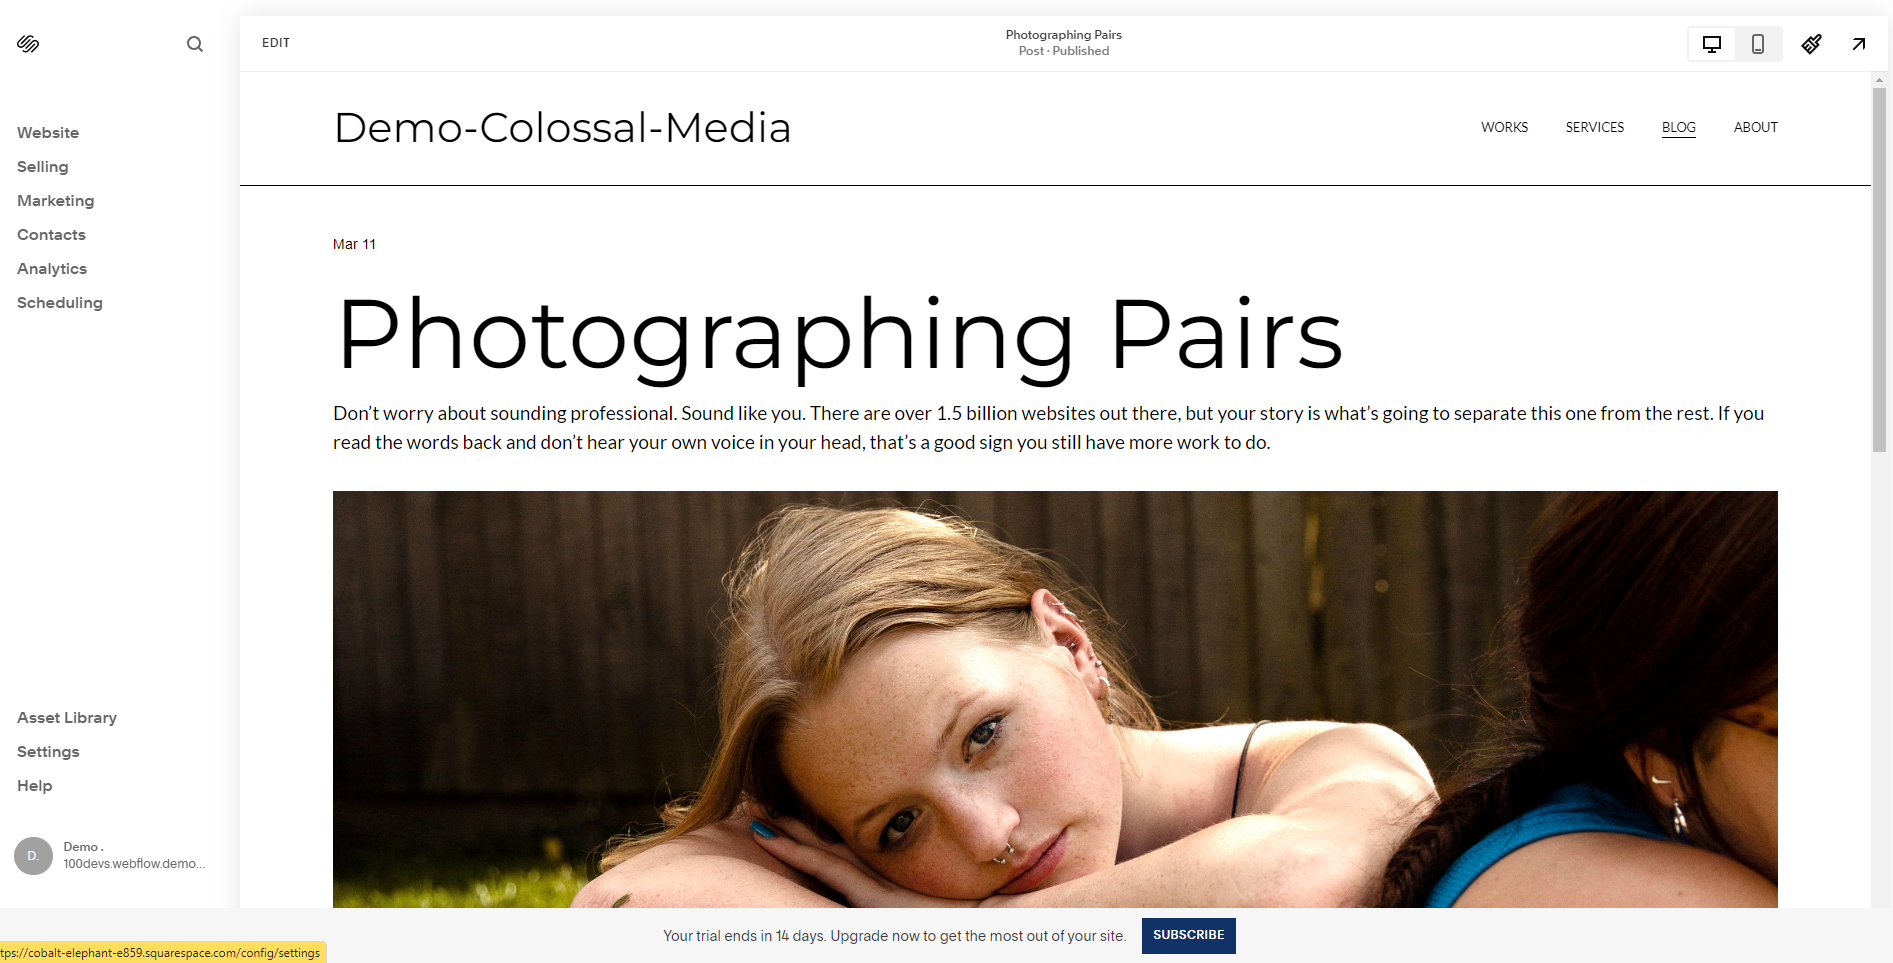 EDIT
Photographing Pairs
Post · Published
Website
Selling
Marketing
Contacts
Analytics
Scheduling
Asset Library
Settings
Help
D.
Demo .
100devs.webflow.demo...
Demo-Colossal-Media
WORKS SERVICES BLOG ABOUT
Mar 11
Photographing Pairs
Don’t worry about sounding professional. Sound like you. There are over 1.5 billion websites out there, but your story is what’s going to separate this one from the rest. If you
read the words back and don’t hear your own voice in your head, that’s a good sign you still have more work to do.
Your trial ends in 14 days. Upgrade now to get the most out of your site. SUBSCRIBE
tps://cobalt-elephant-e859.squarespace.com/config/settings